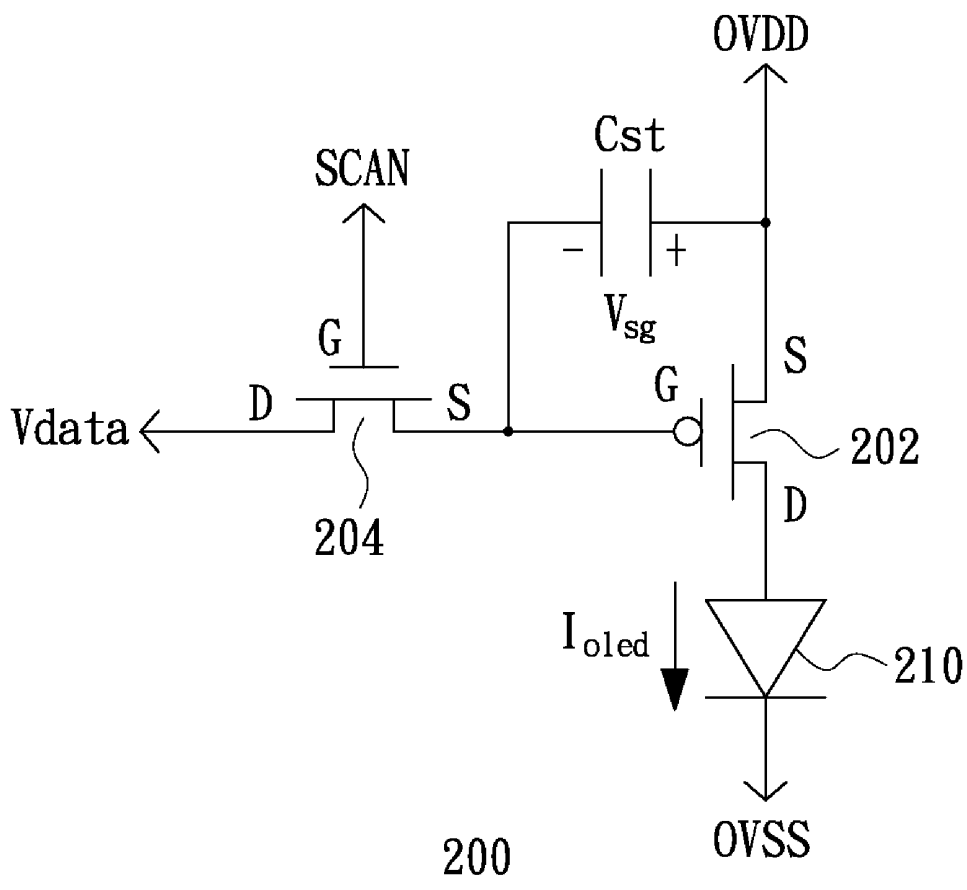 OVDD
Cst
SCAN
- +
Vsg
G
S
G
D
S
Vdata
202
D
204
Ioled
210
OVSS
200